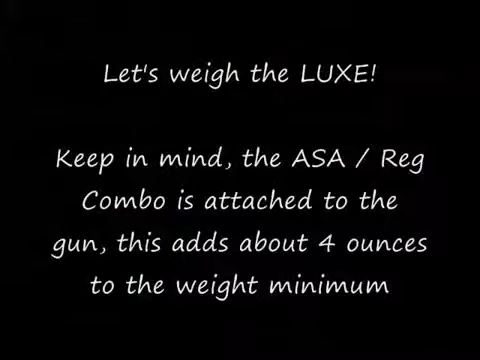 Let's weigh the LUXE!
Keep in mind, the ASA / Reg
Combo is attached to the
gun, this adds about 4 ounces
to the weight minimum